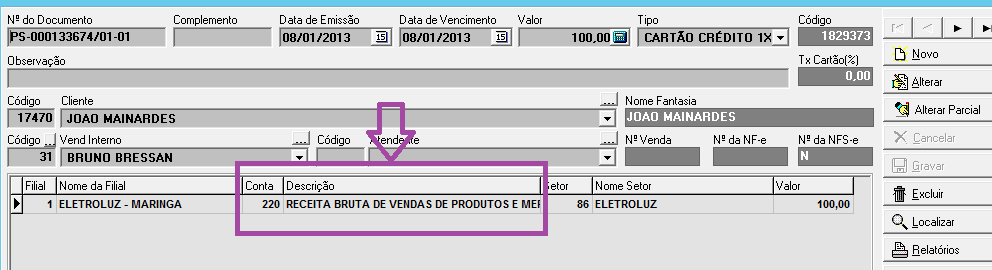 Nº do Documento Complemento Data de Emissão Data de Vencimento Valor Tipo Código
PS-000133674/01-01 08/01/2013 15 08/01/2013 15 100,00 CARTÃO CRÉDITO 1X 1829373
Observação Tx Cartão(%)
0,00
Código Cliente ... Nome Fantasia
17470 JOAO MAINARDES JOAO MAINARDES
Código ... Vend Interno ... Código Atendente ... Nº Venda Nº da NF-e Nº da NFS-e
31 BRUNO BRESSAN N
Filial Nome da Filial Conta Descrição Setor Nome Setor Valor
1 ELETROLUZ - MARINGA 220 RECEITA BRUTA DE VENDAS DE PRODUTOS E MER 86 ELETROLUZ 100,00
Novo
Alterar
Alterar Parcial
Cancelar
Gravar
Excluir
Localizar
Relatórios